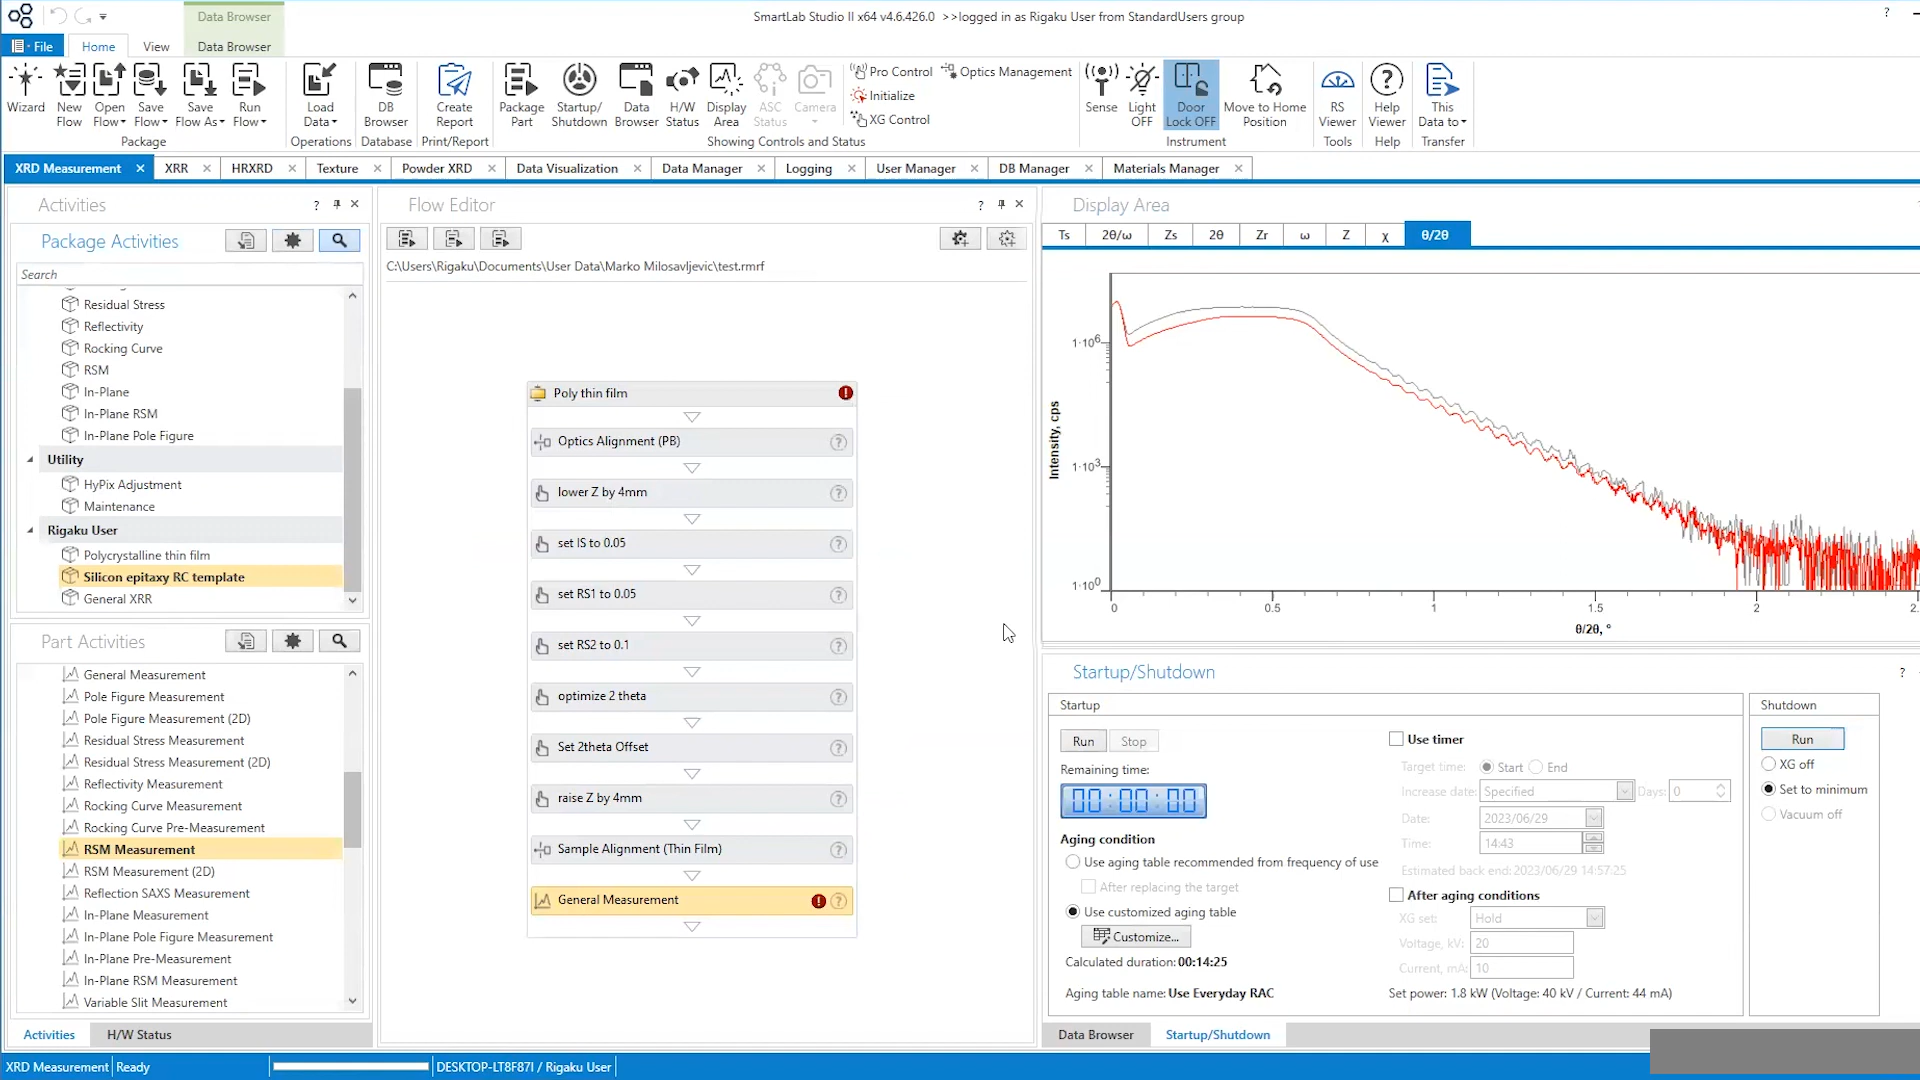 Data Browser
SmartLab Studio II x64 v4.6.426.0 >>logged in as Rigaku User from StandardUsers group
?
File
Home
View
Data Browser
Wizard
New Flow
Open Flow
Save Flow
Save Flow As
Run Flow
Load Data
DB Browser
Create Report
Package Part
Startup/ Shutdown
Data Browser
H/W Status
Display Area
ASC Status
Camera
Pro Control
Optics Management
Initialize
XG Control
Sense
Light OFF
Door Lock OFF
Move to Home Position
RS Viewer
Help Viewer
This Data to
Package
Operations
Database
Print/Report
Showing Controls and Status
Instrument
Tools
Help
Transfer
XRD Measurement
XRR
HRXRD
Texture
Powder XRD
Data Visualization
Data Manager
Logging
User Manager
DB Manager
Materials Manager
Activities
?
Package Activities
Search
Residual Stress
Reflectivity
Rocking Curve
RSM
In-Plane
In-Plane RSM
In-Plane Pole Figure
Utility
HyPix Adjustment
Maintenance
Rigaku User
Polycrystalline thin film
Silicon epitaxy RC template
General XRR
Part Activities
General Measurement
Pole Figure Measurement
Pole Figure Measurement (2D)
Residual Stress Measurement
Residual Stress Measurement (2D)
Reflectivity Measurement
Rocking Curve Measurement
Rocking Curve Pre-Measurement
RSM Measurement
RSM Measurement (2D)
Reflection SAXS Measurement
In-Plane Measurement
In-Plane Pole Figure Measurement
In-Plane Pre-Measurement
In-Plane RSM Measurement
Variable Slit Measurement
Activities
H/W Status
Flow Editor
?
C:\Users\Rigaku\Documents\User Data\Marko Milosavljevic\test.rmrf
Poly thin film
!
Optics Alignment (PB)
?
lower Z by 4mm
?
set IS to 0.05
?
set RS1 to 0.05
?
set RS2 to 0.1
?
optimize 2 theta
?
Set 2theta Offset
?
raise Z by 4mm
?
Sample Alignment (Thin Film)
?
General Measurement
!
?
Display Area
Ts
2θ/ω
Zs
2θ
Zr
ω
Z
χ
θ/2θ
Intensity, cps
1·10⁶
1·10³
1·10⁰
0
0.5
1
1.5
2
2.
θ/2θ, °
Startup/Shutdown
?
Startup
Run
Stop
Remaining time:
00:00:00
Aging condition
Use aging table recommended from frequency of use
After replacing the target
Use customized aging table
Customize...
Calculated duration: 00:14:25
Aging table name: Use Everyday RAC
Use timer
Target time:
Start
End
Increase date:
Specified
Days:
0
Date:
2023/06/29
Time:
14:43
Estimated back end: 2023/06/29 14:57:25
After aging conditions
XG set:
Hold
Voltage, kV:
20
Current, mA:
10
Set power: 1.8 kW (Voltage: 40 kV / Current: 44 mA)
Shutdown
Run
XG off
Set to minimum
Vacuum off
Data Browser
Startup/Shutdown
XRD Measurement
Ready
DESKTOP-LT8F87I / Rigaku User